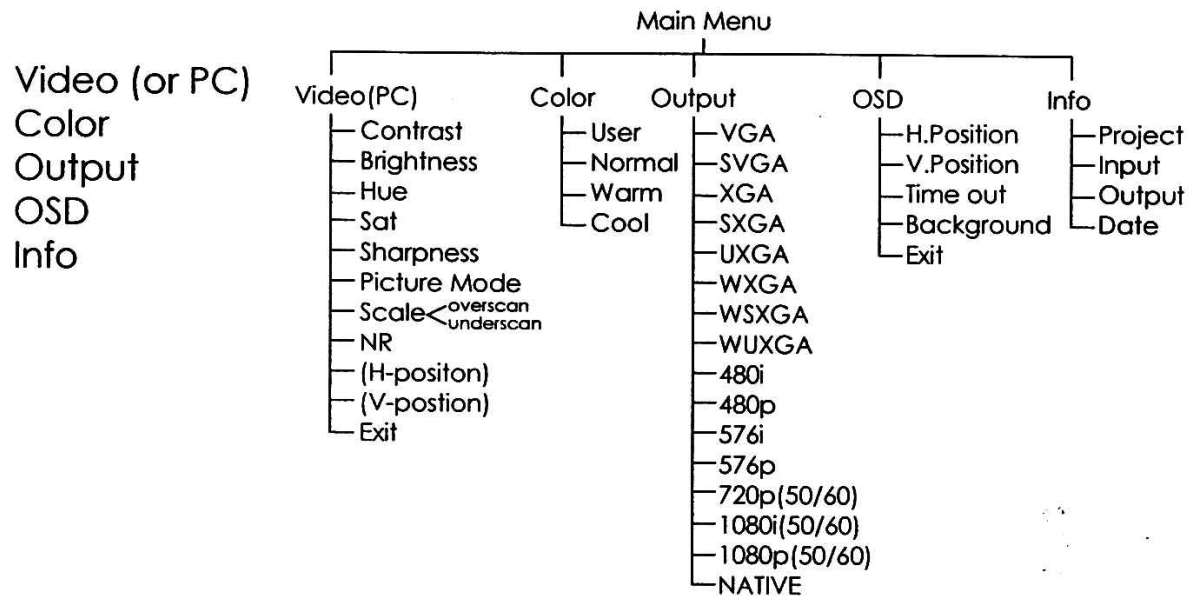 Main Menu
Video (or PC)
Color
Output
OSD
Info
Video(PC)
Contrast
Brightness
Hue
Sat
Sharpness
Picture Mode
Scale< overscan
underscan
NR
(H-positon)
(V-postion)
Exit
Color
User
Normal
Warm
Cool
Output
VGA
SVGA
XGA
SXGA
UXGA
WXGA
WSXGA
WUXGA
480i
480p
576i
576p
720p(50/60)
1080i(50/60)
1080p(50/60)
NATIVE
OSD
H.Position
V.Position
Time out
Background
Exit
Info
Project
Input
Output
Date